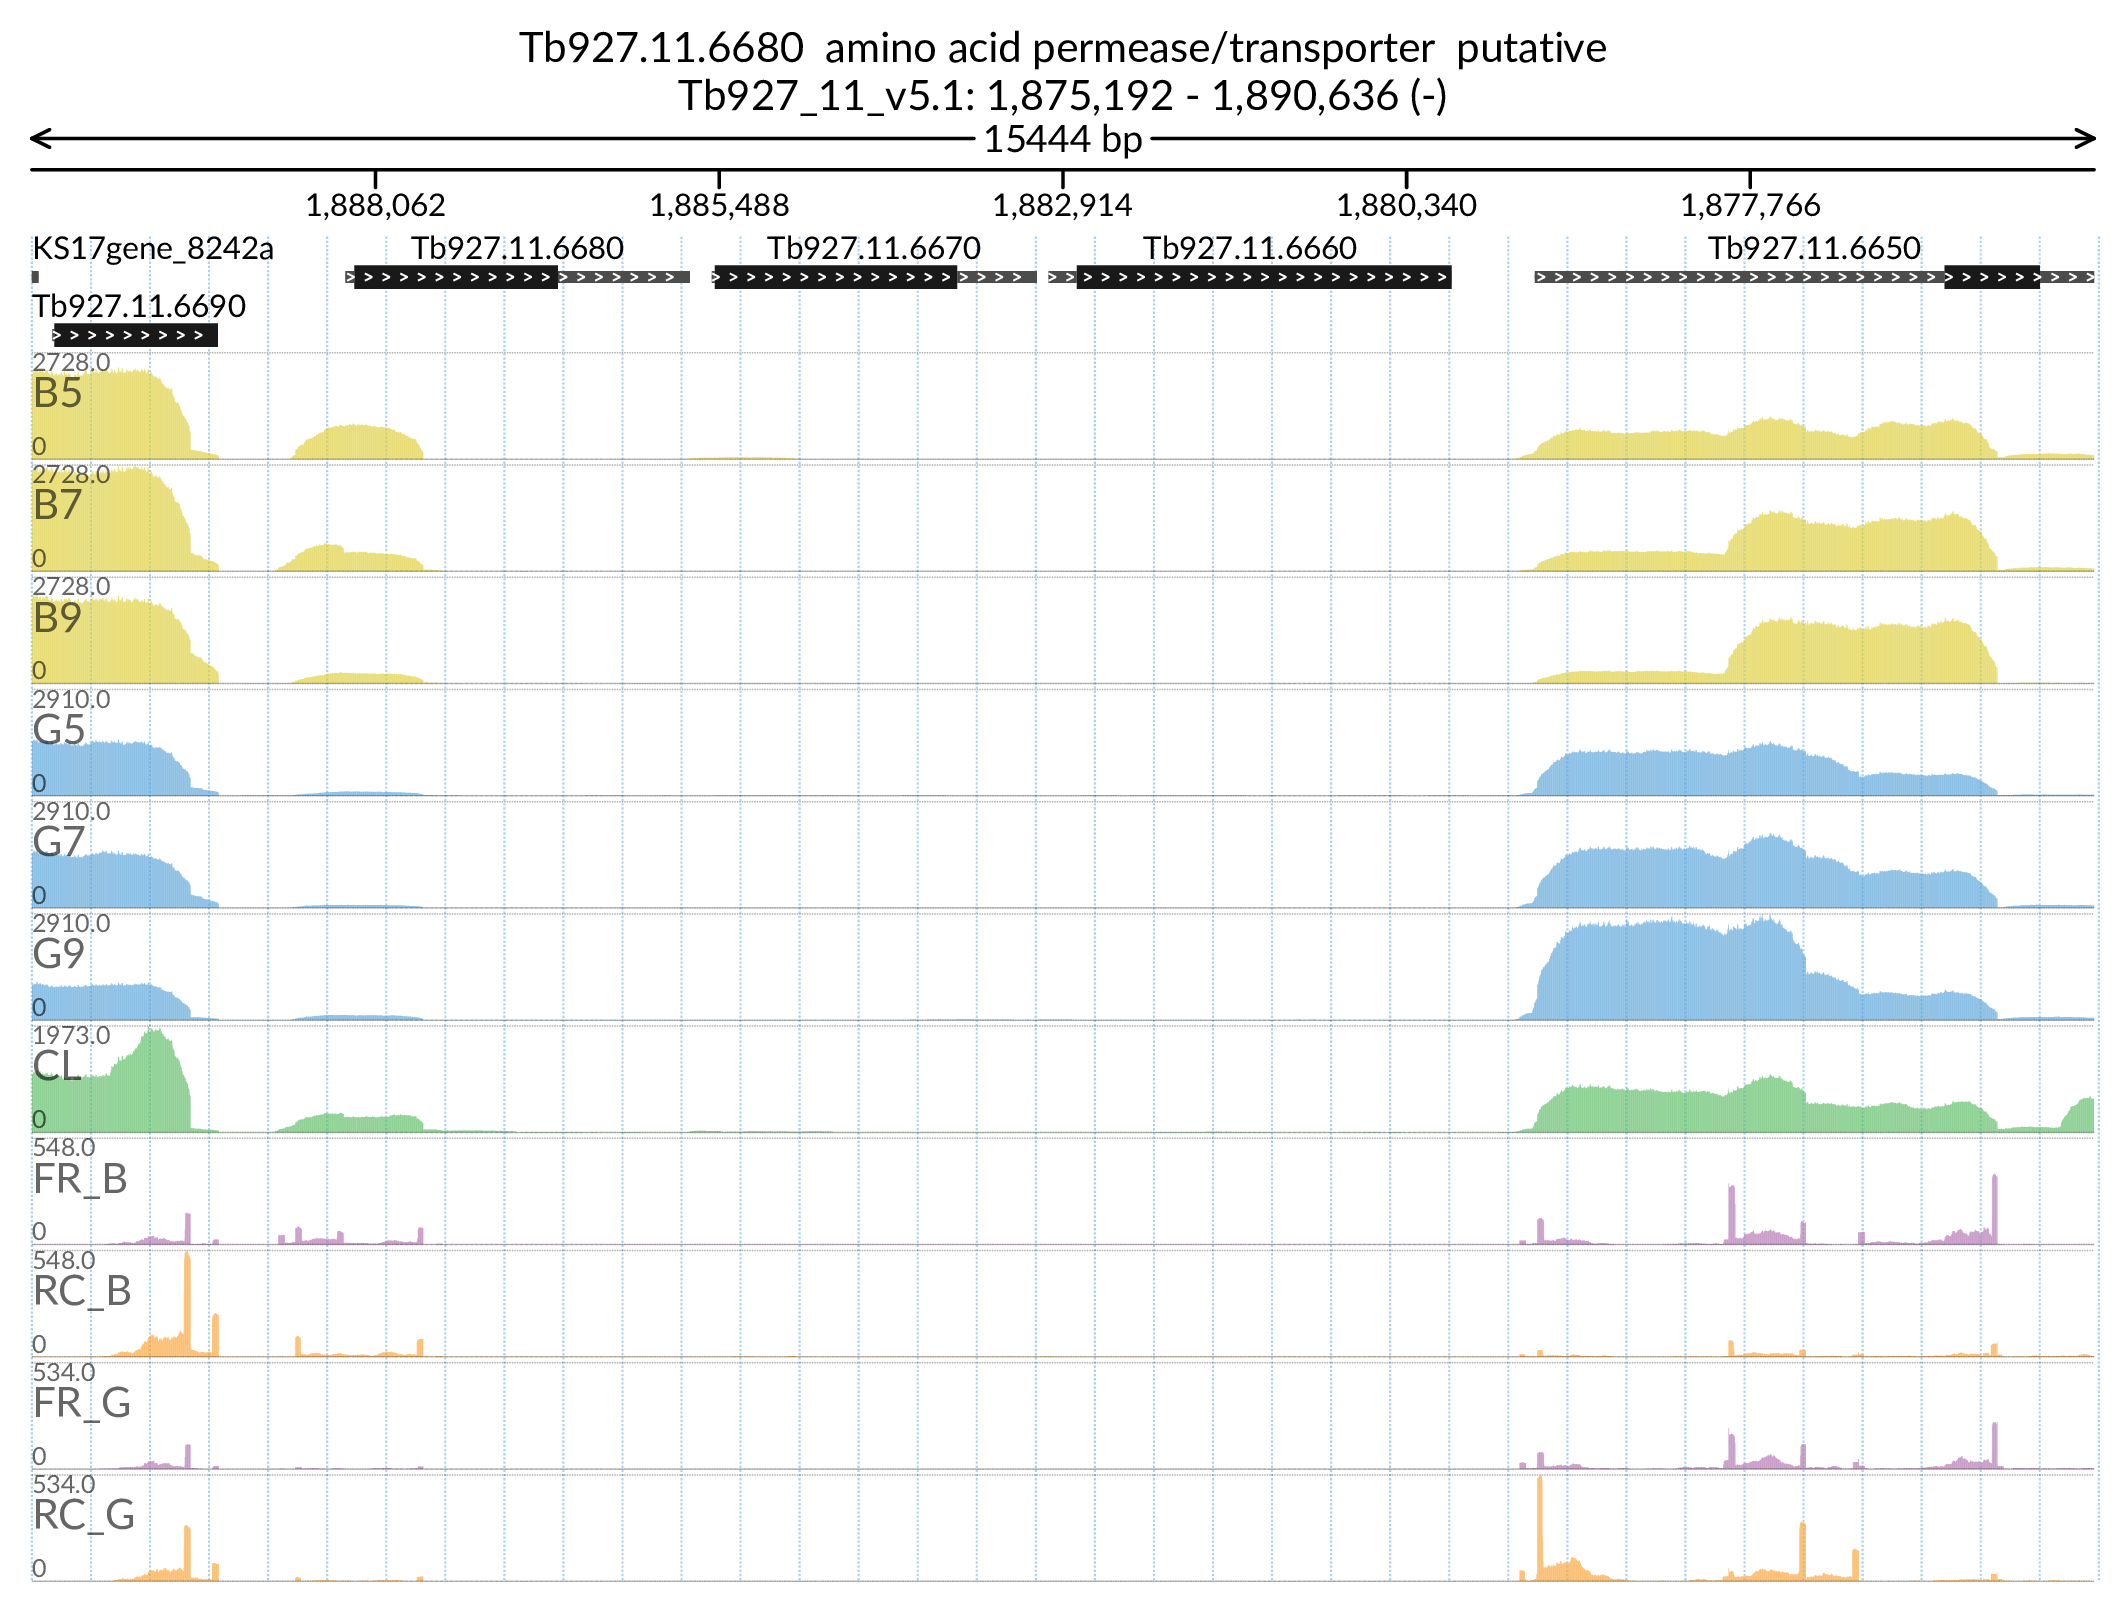 Tb927.11.6680  amino acid permease/transporter  putative
Tb927_11_v5.1: 1,875,192 - 1,890,636 (-)
15444 bp
1,888,062 1,885,488 1,882,914 1,880,340 1,877,766
KS17gene_8242a Tb927.11.6680 Tb927.11.6670 Tb927.11.6660 Tb927.11.6650
Tb927.11.6690
2728.0
B5
0
2728.0
B7
0
2728.0
B9
0
2910.0
G5
0
2910.0
G7
0
2910.0
G9
0
1973.0
CL
0
548.0
FR_B
0
548.0
RC_B
0
534.0
FR_G
0
534.0
RC_G
0